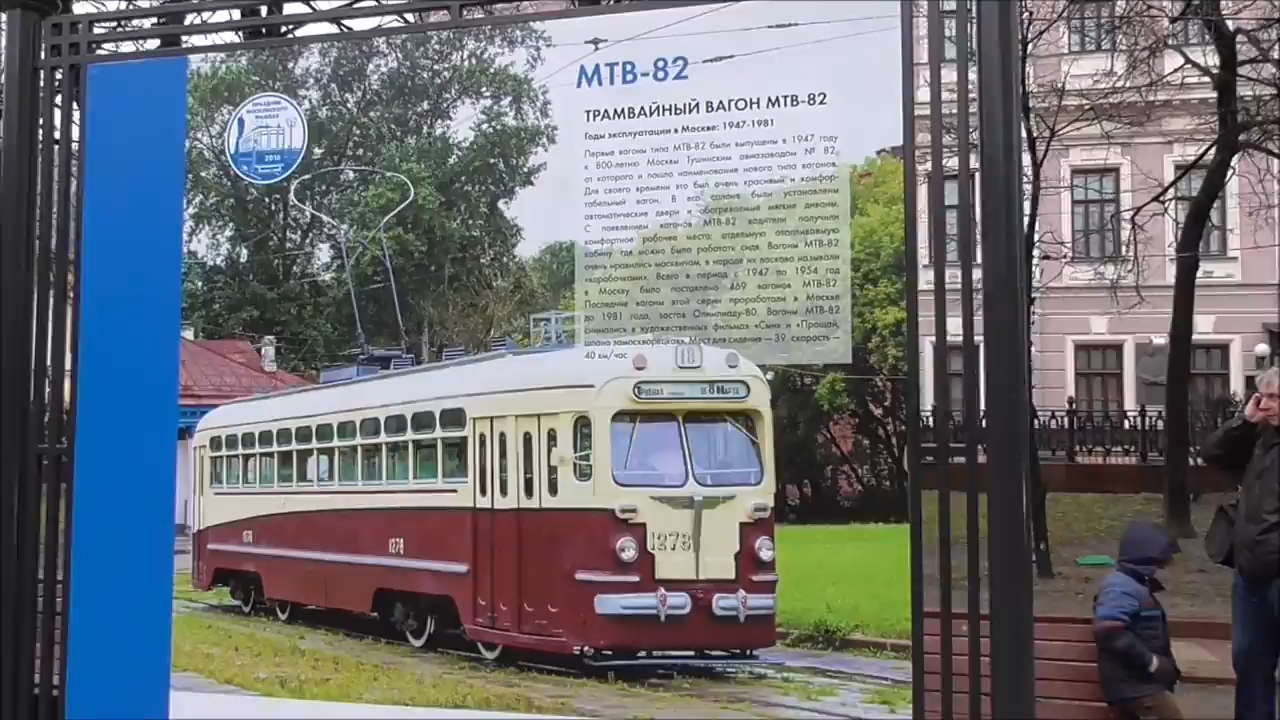 МТВ-82
ТРАМВАЙНЫЙ ВАГОН МТВ-82
Годы эксплуатации в Москве: 1947-1981
Первые вагоны типа МТВ-82 были выпущены в 1947 году
к 800-летию Москвы Тушинским авиазаводом № 82,
от которого и пошло наименование нового типа вагонов.
Для своего времени это был очень красивый и комфор-
табельный вагон. В его салоне были установлены
автоматические двери и обогреваемые мягкие диваны.
С появлением вагонов МТВ-82 водители получили
комфортное рабочее место: отдельную отапливаемую
кабину, где можно было работать сидя. Вагоны МТВ-82
очень нравились москвичам, в народе их ласково называли
«коробочками». Всего в период с 1947 по 1954 год
в Москву было поставлено 469 вагонов МТВ-82.
Последние вагоны этой серии проработали в Москве
до 1981 года, застав Олимпиаду-80. Вагоны МТВ-82
снимались в художественных фильмах «Сын» и «Прощай,
шпана замоскворецкая». Мест для сидения — 39, скорость —
40 км/час
ПРАЗДНИК
МОСКОВСКОГО
ТРАМВАЯ
2016
18
8 МАРТА
1278
1278
1278